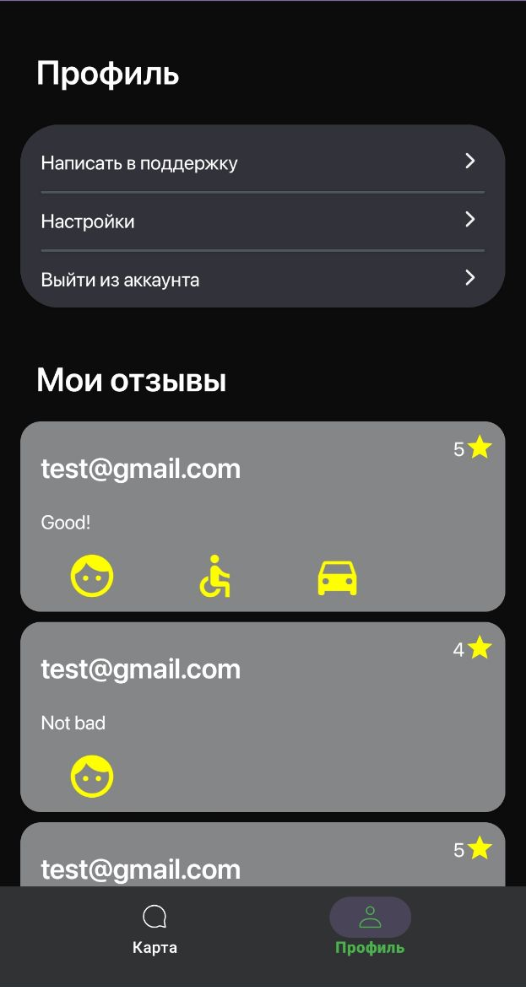 Профиль
Написать в поддержку
Настройки
Выйти из аккаунта
Мои отзывы
5
test@gmail.com
Good!
4
test@gmail.com
Not bad
5
test@gmail.com
Карта
Профиль